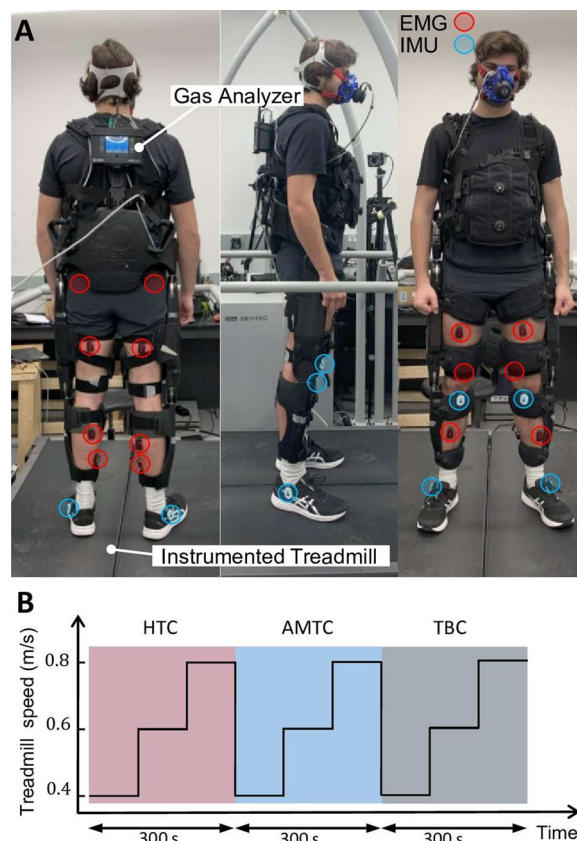 A
EMG
IMU
Gas Analyzer
BERTEC
Instrumented Treadmill
B
HTC AMTC TBC
Treadmill speed (m/s)
0.8
0.6
0.4
Time
300 s 300 s 300 s